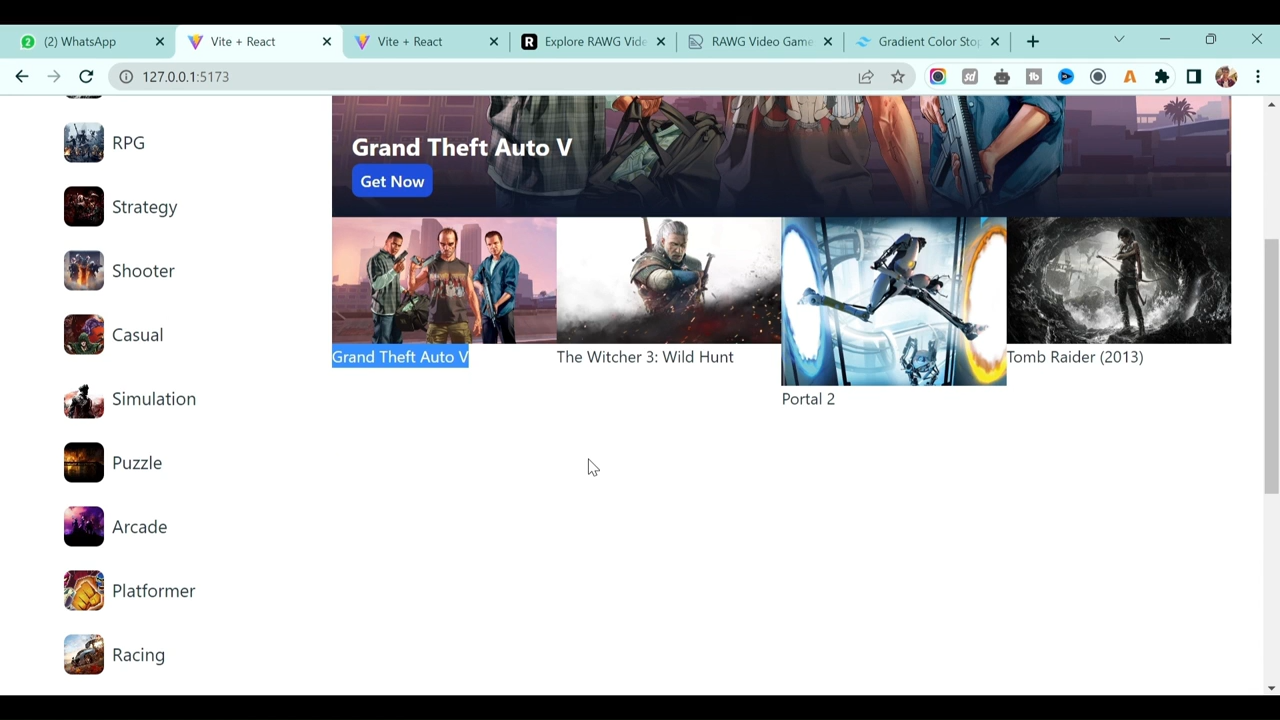 2
(2) WhatsApp
Vite + React
Vite + React
R
Explore RAWG Vide
RAWG Video Game
Gradient Color Stop
127.0.0.1:5173
RPG
Strategy
Shooter
Casual
Simulation
Puzzle
Arcade
Platformer
Racing
Grand Theft Auto V
Get Now
Grand Theft Auto V
The Witcher 3: Wild Hunt
Tomb Raider (2013)
Portal 2